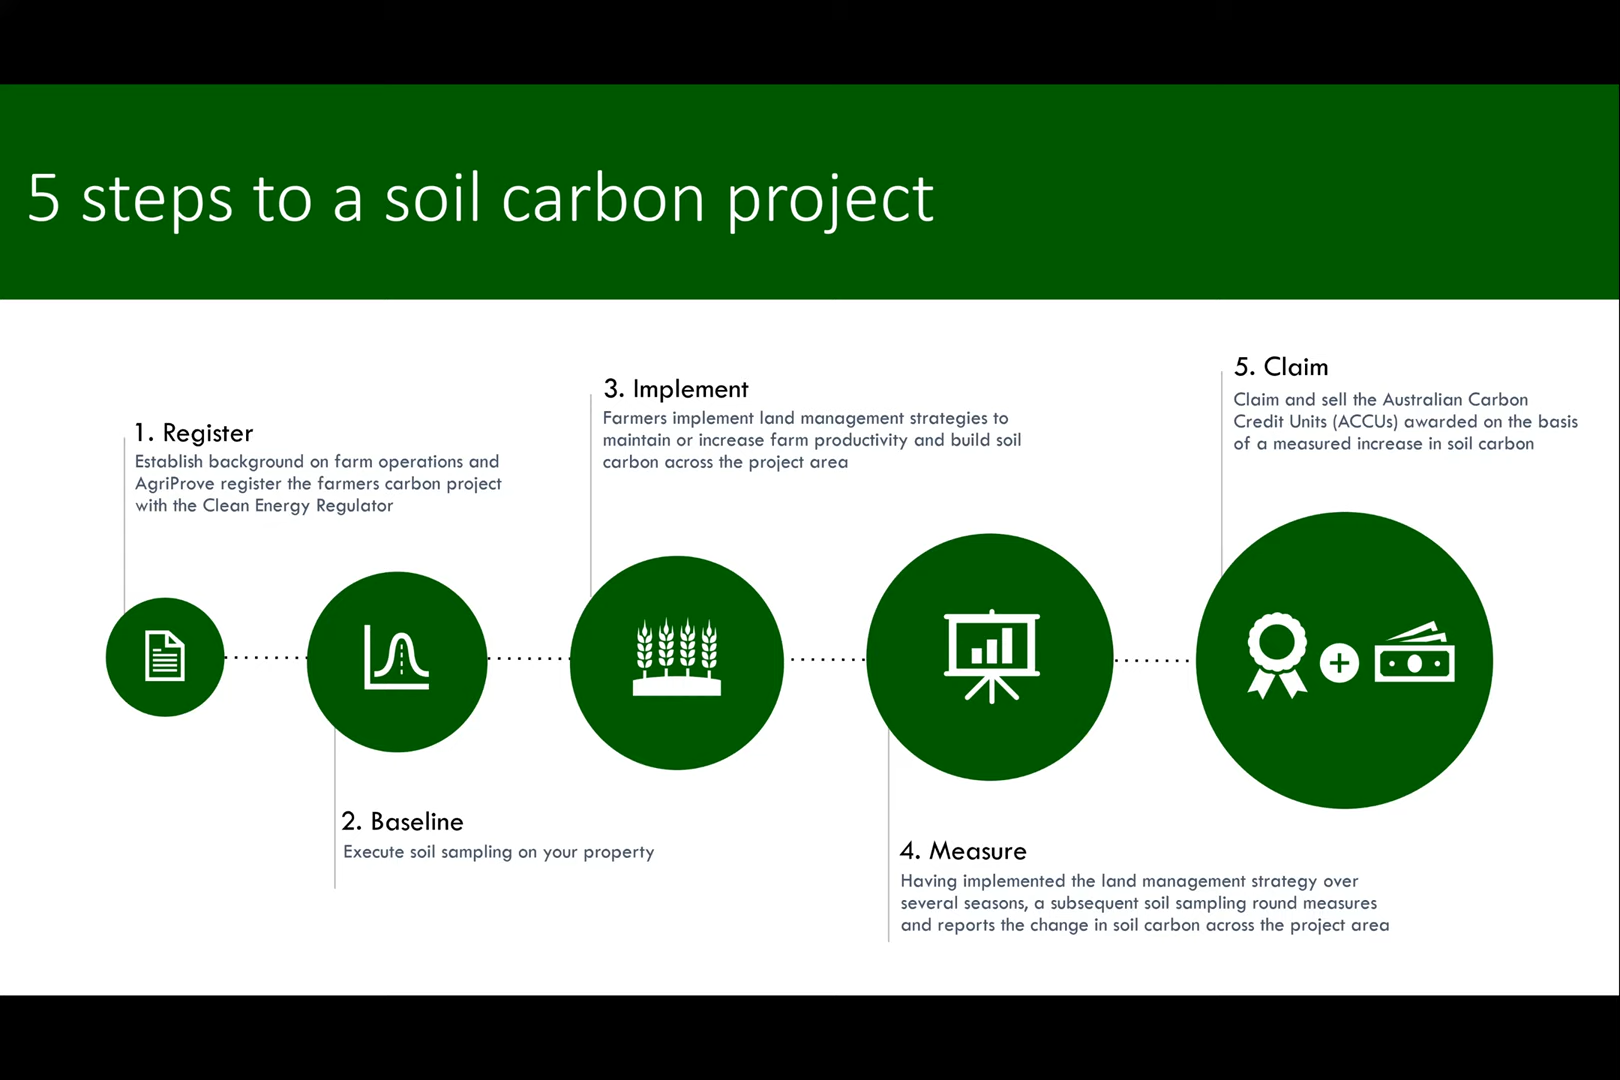 5 steps to a soil carbon project
1. Register
Establish background on farm operations and
AgriProve register the farmers carbon project
with the Clean Energy Regulator
2. Baseline
Execute soil sampling on your property
3. Implement
Farmers implement land management strategies to
maintain or increase farm productivity and build soil
carbon across the project area
4. Measure
Having implemented the land management strategy over
several seasons, a subsequent soil sampling round measures
and reports the change in soil carbon across the project area
5. Claim
Claim and sell the Australian Carbon
Credit Units (ACCUs) awarded on the basis
of a measured increase in soil carbon